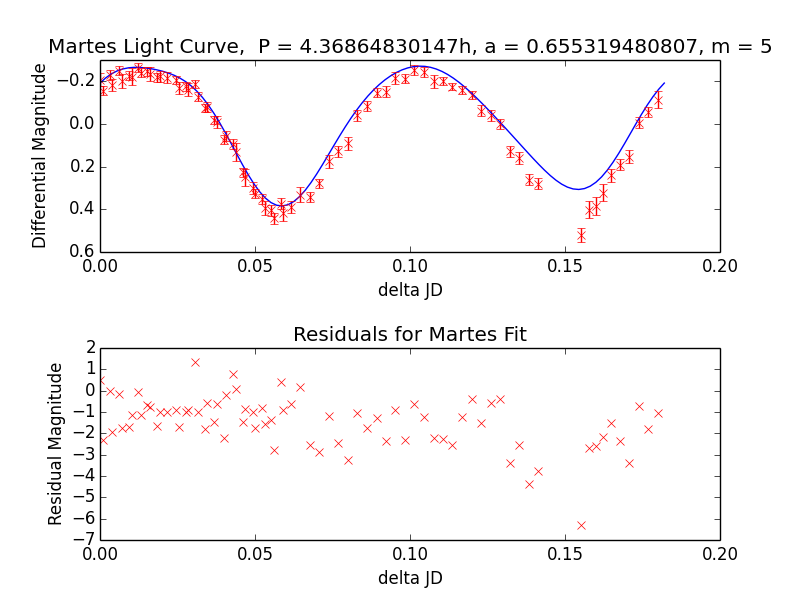 Martes Light Curve,  P = 4.36864830147h, a = 0.655319480807, m = 5
Differential Magnitude
−0.2
0.0
0.2
0.4
0.6
0.00 0.05 0.10 0.15 0.20
delta JD
Residuals for Martes Fit
Residual Magnitude
2
1
0
−1
−2
−3
−4
−5
−6
−7
0.00 0.05 0.10 0.15 0.20
delta JD